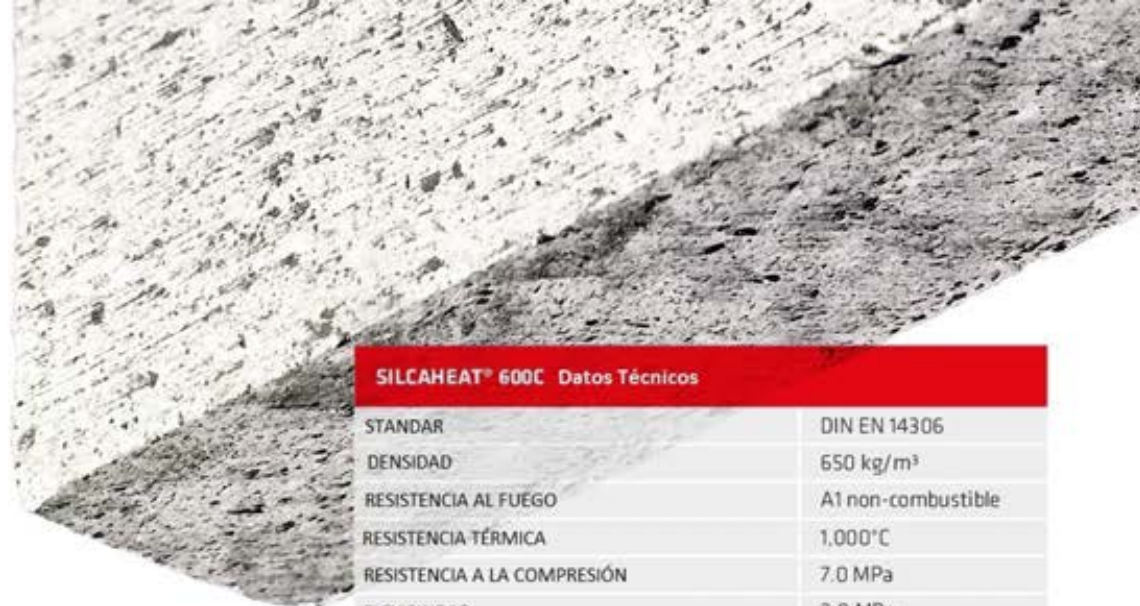 SILCAHEAT® 600C Datos Técnicos
STANDAR DIN EN 14306
DENSIDAD 650 kg/m³
RESISTENCIA AL FUEGO A1 non-combustible
RESISTENCIA TÉRMICA 1,000°C
RESISTENCIA A LA COMPRESIÓN 7.0 MPa